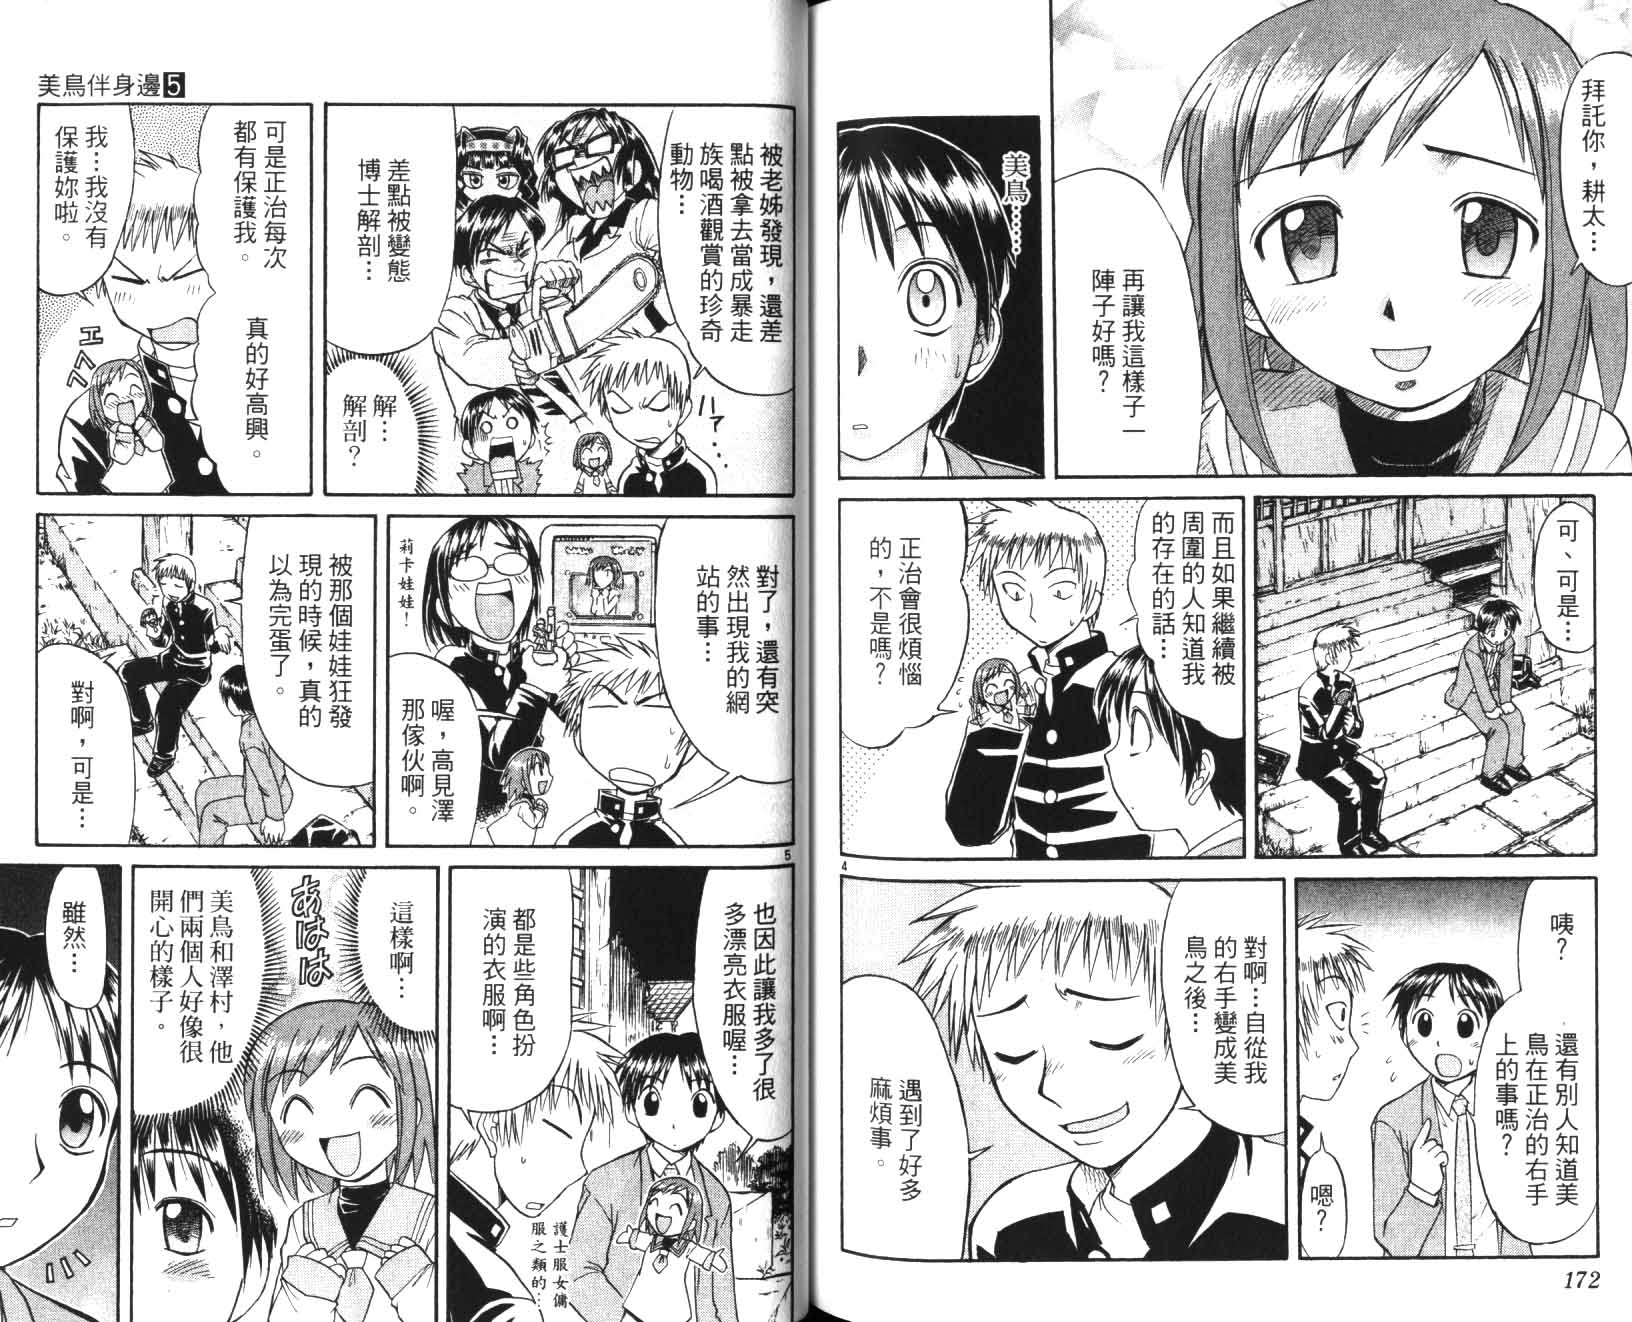 拜託你，耕太…
再讓我這樣子一
陣子好嗎？
美鳥……
可、可是…
而且如果繼續被
周圍的人知道我
的存在的話…
正治會很煩惱
的，不是嗎？
咦？
還有別人知道美
鳥在正治的右手
上的事嗎？
嗯？
對啊…自從我
的右手變成美
鳥之後…
遇到了好多
麻煩事。
4
172
美鳥伴身邊5
被老姊發現，還差
點被拿去當成暴走
族喝酒觀賞的珍奇
動物…
差點被變態
博士解剖…
解…
解剖？
ハァ…
可是正治每次
都有保護我。
真的好高興。
我…我沒有
保護妳啦。
エ
フフフ
對了，還有突
然出現我的網
站的事…
莉卡娃娃！
喔，高見澤
那傢伙啊。
被那個娃娃狂發
現的時候，真的
以為完蛋了。
對啊，可是…
5
也因此讓我多了很
多漂亮衣服喔…
都是些角色扮
演的衣服啊…
護士服女傭
服之類的…
這樣啊…
あはは
美鳥和澤村，他
們兩個人好像很
開心的樣子。
雖然…